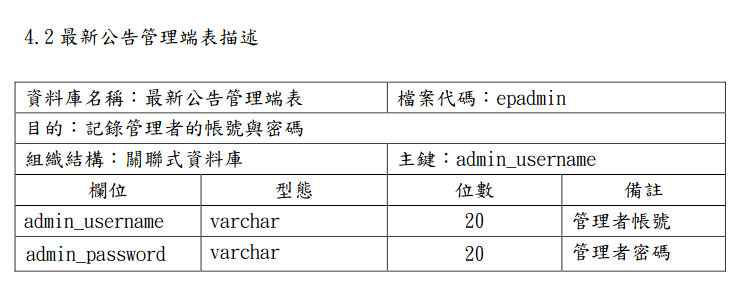 4.2最新公告管理端表描述
資料庫名稱：最新公告管理端表 檔案代碼：epadmin
目的：記錄管理者的帳號與密碼
組織結構：關聯式資料庫 主鍵：admin_username
欄位 型態 位數 備註
admin_username varchar 20 管理者帳號
admin_password varchar 20 管理者密碼